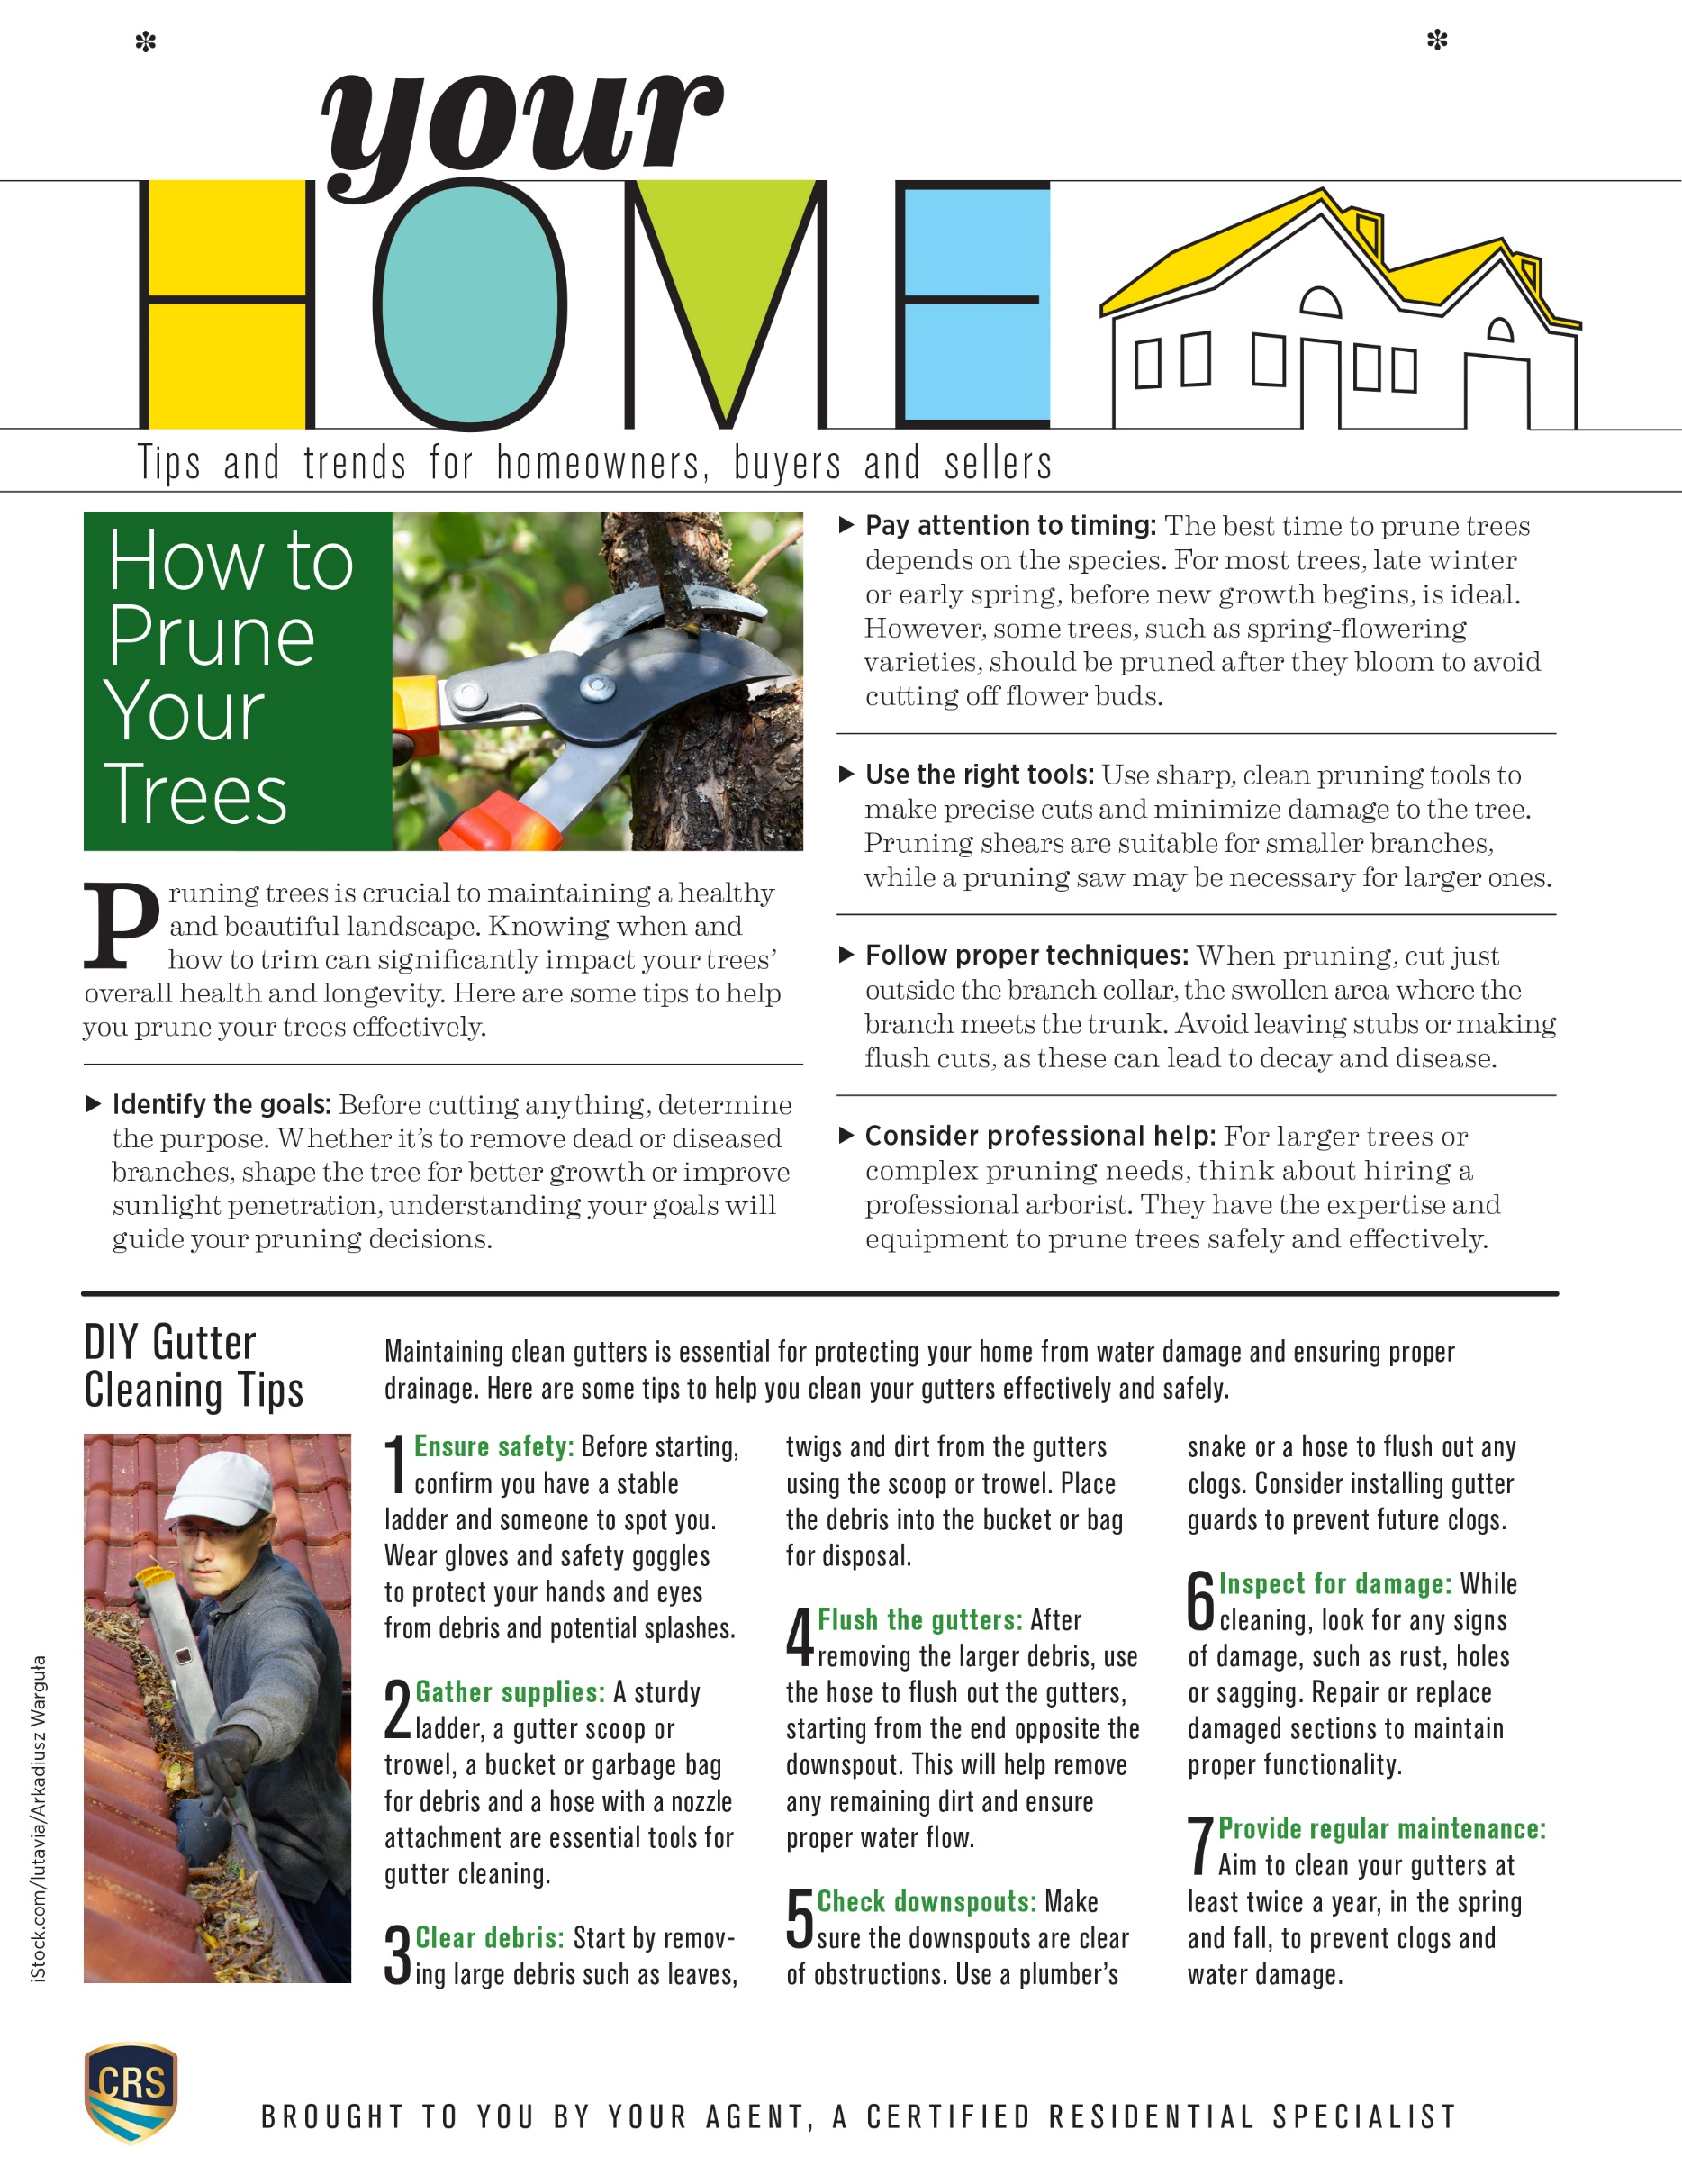 * *
your
HOME
Tips and trends for homeowners, buyers and sellers
How to
Prune
Your
Trees
Pruning trees is crucial to maintaining a healthy
and beautiful landscape. Knowing when and
how to trim can significantly impact your trees’
overall health and longevity. Here are some tips to help
you prune your trees effectively.
▶ Identify the goals: Before cutting anything, determine
the purpose. Whether it’s to remove dead or diseased
branches, shape the tree for better growth or improve
sunlight penetration, understanding your goals will
guide your pruning decisions.
▶ Pay attention to timing: The best time to prune trees
depends on the species. For most trees, late winter
or early spring, before new growth begins, is ideal.
However, some trees, such as spring-flowering
varieties, should be pruned after they bloom to avoid
cutting off flower buds.
▶ Use the right tools: Use sharp, clean pruning tools to
make precise cuts and minimize damage to the tree.
Pruning shears are suitable for smaller branches,
while a pruning saw may be necessary for larger ones.
▶ Follow proper techniques: When pruning, cut just
outside the branch collar, the swollen area where the
branch meets the trunk. Avoid leaving stubs or making
flush cuts, as these can lead to decay and disease.
▶ Consider professional help: For larger trees or
complex pruning needs, think about hiring a
professional arborist. They have the expertise and
equipment to prune trees safely and effectively.
DIY Gutter
Cleaning Tips
Maintaining clean gutters is essential for protecting your home from water damage and ensuring proper
drainage. Here are some tips to help you clean your gutters effectively and safely.
1 Ensure safety: Before starting,
confirm you have a stable
ladder and someone to spot you.
Wear gloves and safety goggles
to protect your hands and eyes
from debris and potential splashes.
2 Gather supplies: A sturdy
ladder, a gutter scoop or
trowel, a bucket or garbage bag
for debris and a hose with a nozzle
attachment are essential tools for
gutter cleaning.
3 Clear debris: Start by remov-
ing large debris such as leaves,
twigs and dirt from the gutters
using the scoop or trowel. Place
the debris into the bucket or bag
for disposal.
4 Flush the gutters: After
removing the larger debris, use
the hose to flush out the gutters,
starting from the end opposite the
downspout. This will help remove
any remaining dirt and ensure
proper water flow.
5 Check downspouts: Make
sure the downspouts are clear
of obstructions. Use a plumber’s
snake or a hose to flush out any
clogs. Consider installing gutter
guards to prevent future clogs.
6 Inspect for damage: While
cleaning, look for any signs
of damage, such as rust, holes
or sagging. Repair or replace
damaged sections to maintain
proper functionality.
7 Provide regular maintenance:
Aim to clean your gutters at
least twice a year, in the spring
and fall, to prevent clogs and
water damage.
iStock.com/lutavia/Arkadiusz Warguła
CRS
BROUGHT TO YOU BY YOUR AGENT, A CERTIFIED RESIDENTIAL SPECIALIST